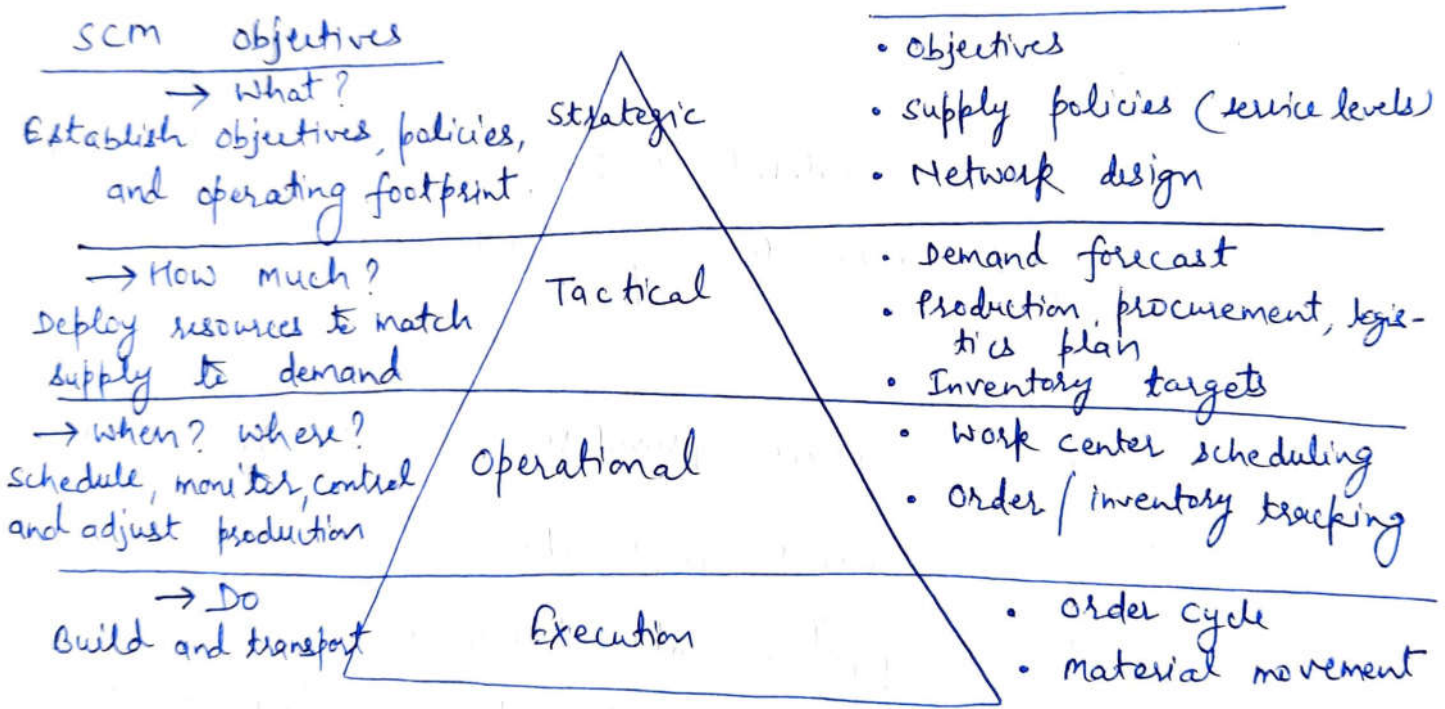 SCM objectives
→ What?
Establish objectives, policies,
and operating footprint.
Strategic
• Objectives
• Supply policies (service levels)
• Network design
→ How much?
Deploy resources to match
supply to demand
Tactical
• Demand forecast
• Production, procurement, logis-
tics plan
• Inventory targets
→ When? Where?
Schedule, monitor, control
and adjust production
Operational
• Work center scheduling
• Order / inventory tracking
→ Do
Build and transport
Execution
• Order cycle
• Material movement